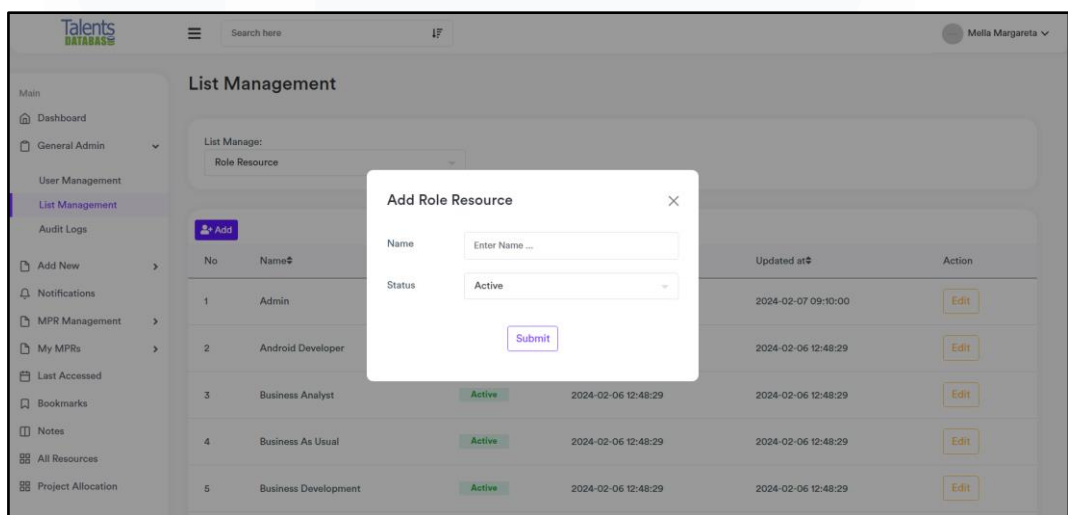 Talents
DATABASE
Search here
Mella Margareta
Main
Dashboard
General Admin
User Management
List Management
Audit Logs
Add New
Notifications
MPR Management
My MPRs
Last Accessed
Bookmarks
Notes
All Resources
Project Allocation
List Management
List Manage:
Role Resource
Add
Add Role Resource
Name
Enter Name ...
Status
Active
Submit
No Name Updated at Action
1 Admin 2024-02-07 09:10:00 Edit
2 Android Developer 2024-02-06 12:48:29 Edit
3 Business Analyst Active 2024-02-06 12:48:29 2024-02-06 12:48:29 Edit
4 Business As Usual Active 2024-02-06 12:48:29 2024-02-06 12:48:29 Edit
5 Business Development Active 2024-02-06 12:48:29 2024-02-06 12:48:29 Edit